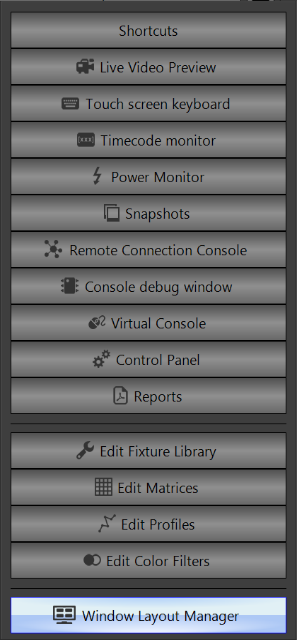 Shortcuts
Live Video Preview
Touch screen keyboard
Timecode monitor
Power Monitor
Snapshots
Remote Connection Console
Console debug window
Virtual Console
Control Panel
Reports
Edit Fixture Library
Edit Matrices
Edit Profiles
Edit Color Filters
Window Layout Manager